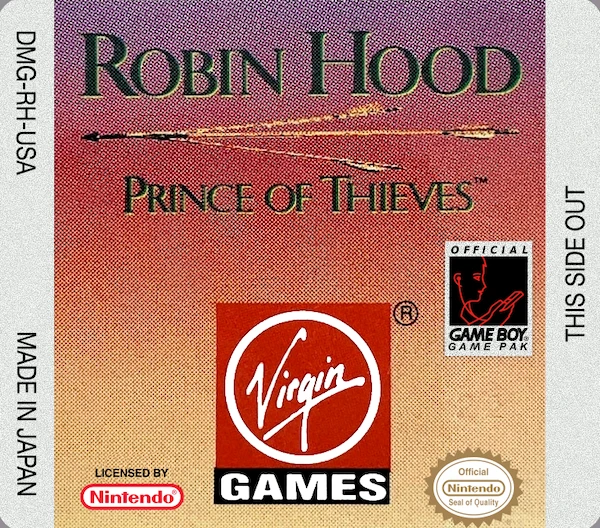 ROBIN HOOD
PRINCE OF THIEVES™
DMG-RH-USA
MADE IN JAPAN
THIS SIDE OUT
OFFICIAL
GAME BOY®
GAME PAK
®
Virgin
GAMES
LICENSED BY
Nintendo®
Official
Nintendo
Seal of Quality